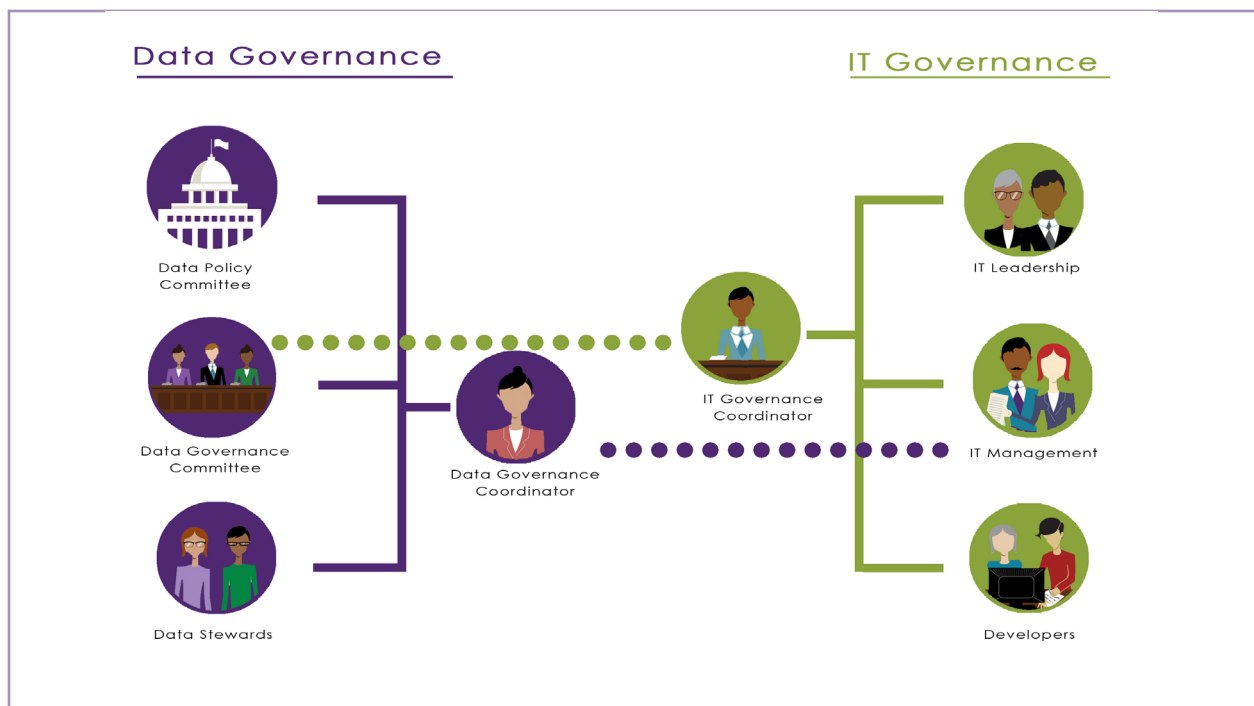 Data Governance
IT Governance
Data Policy
Committee
IT Leadership
IT Governance
Coordinator
Data Governance
Committee
Data Governance
Coordinator
IT Management
Data Stewards
Developers